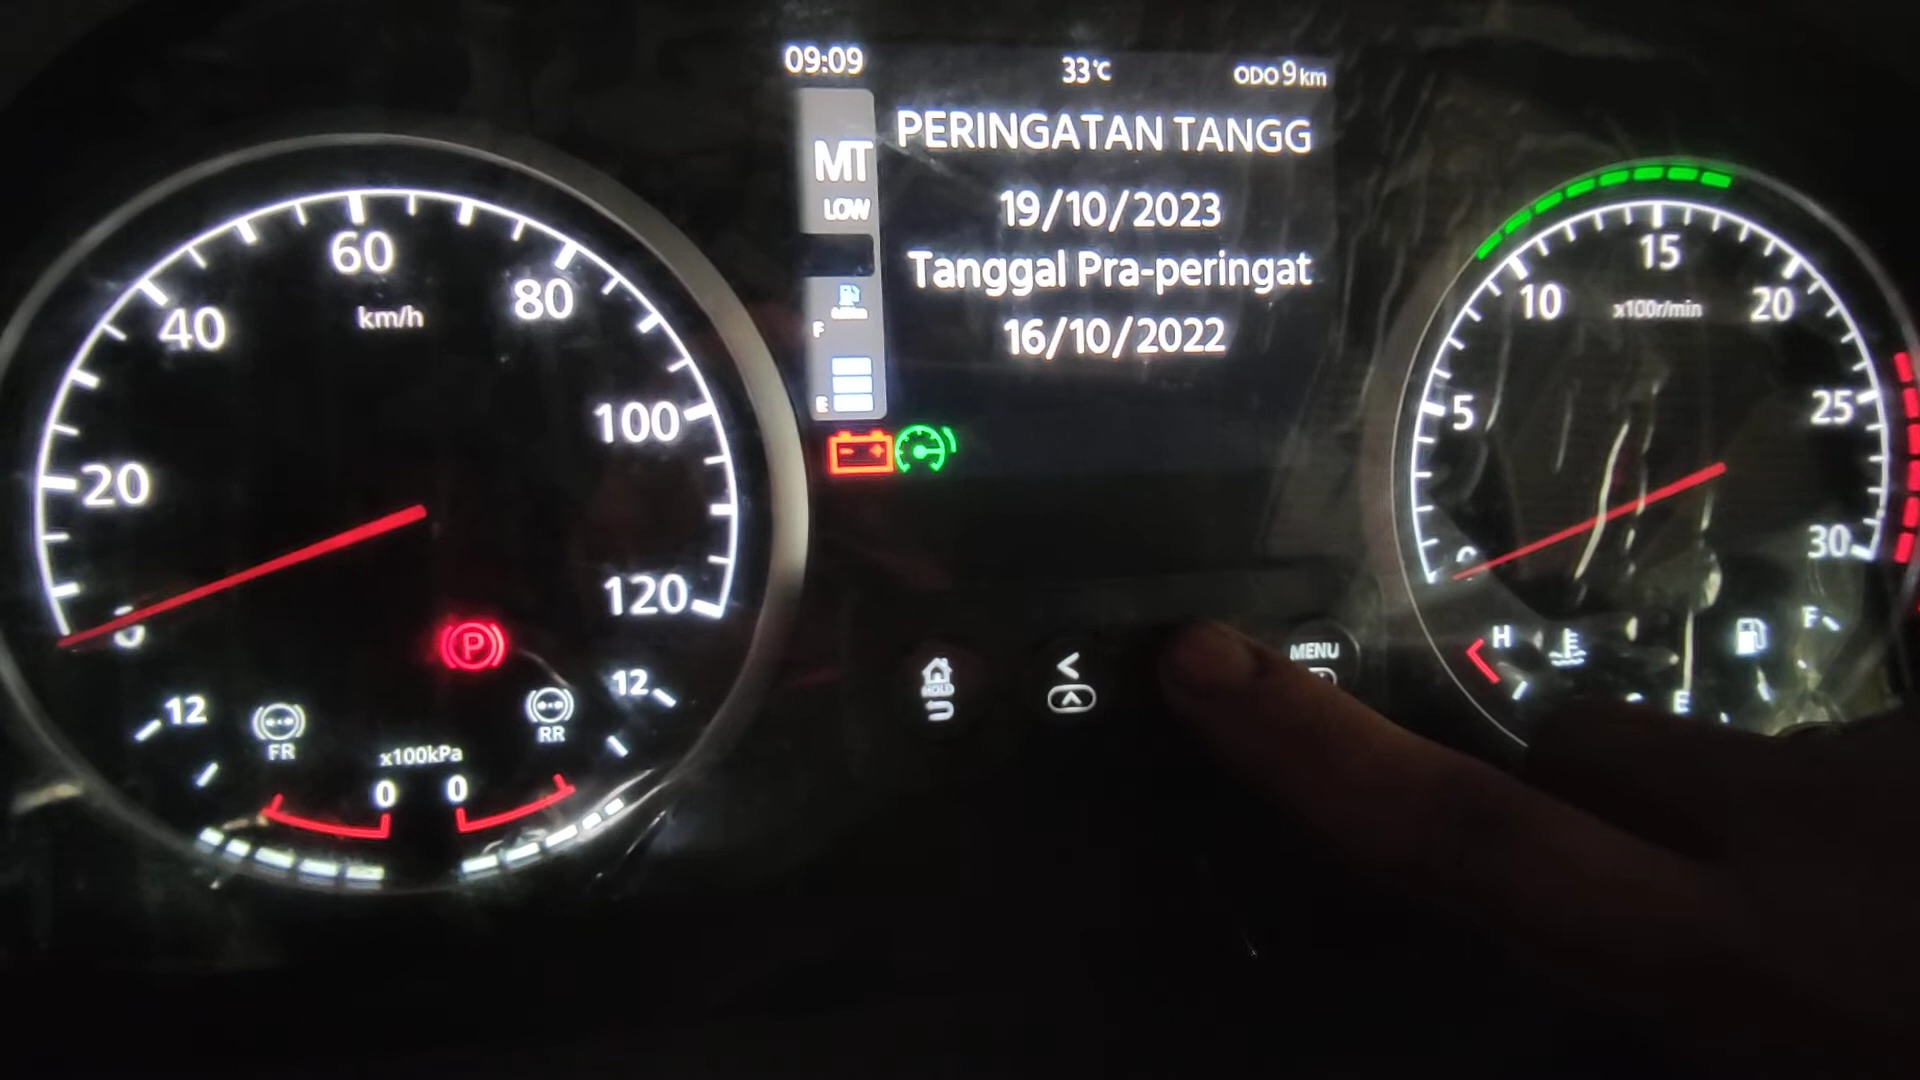 09:09 33°C ODO 9 km
PERINGATAN TANGG
19/10/2023
Tanggal Pra-peringat
16/10/2022
MT
LOW
F
E
0
20
40
60
80
100
120
km/h
P
12
FR
x100kPa
0
0
RR
12
HOLD
MENU
0
5
10
15
20
25
30
x100r/min
H
E
F